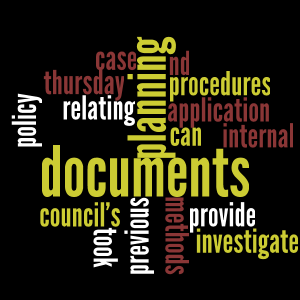 case
nd
planning
thursday
procedures
policy
relating
application
can
internal
documents
council's
took
previous
methods
provide
investigate